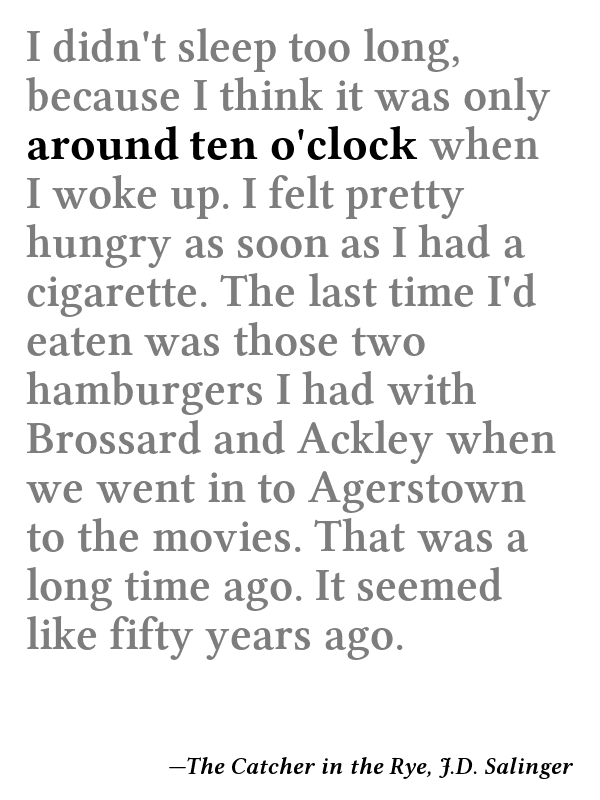 I didn't sleep too long,
because I think it was only
around ten o'clock when
I woke up. I felt pretty
hungry as soon as I had a
cigarette. The last time I'd
eaten was those two
hamburgers I had with
Brossard and Ackley when
we went in to Agerstown
to the movies. That was a
long time ago. It seemed
like fifty years ago.
—The Catcher in the Rye, J.D. Salinger